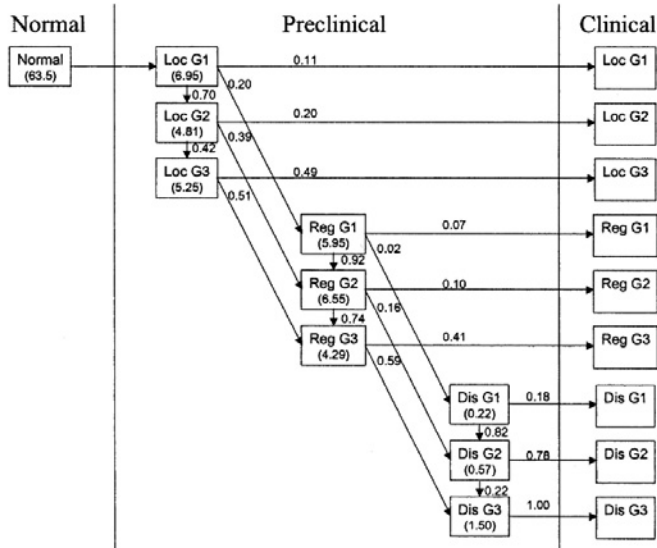 Normal Preclinical Clinical
Normal
(63.5)
Loc G1
(6.95)
0.11
Loc G1
0.20
0.70
Loc G2
(4.81)
0.20
Loc G2
0.39
0.42
Loc G3
(5.25)
0.49
Loc G3
0.51
Reg G1
(5.95)
0.07
Reg G1
0.02
0.92
Reg G2
(6.55)
0.10
Reg G2
0.16
0.74
Reg G3
(4.29)
0.41
Reg G3
0.59
Dis G1
(0.22)
0.18
Dis G1
0.82
Dis G2
(0.57)
0.78
Dis G2
0.22
Dis G3
(1.50)
1.00
Dis G3